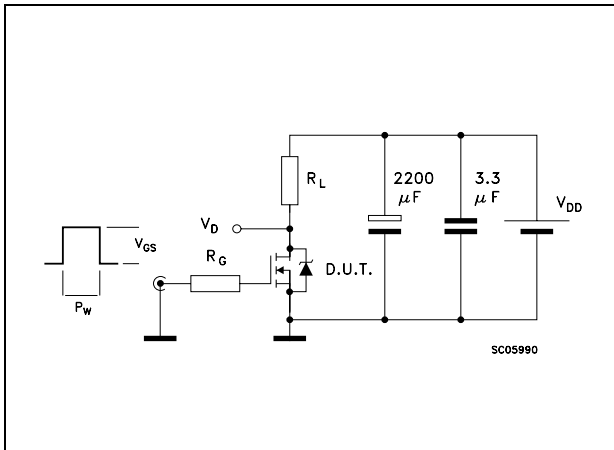 R_L
2200
μF
3.3
μF
V_DD
V_D
V_GS
R_G
D.U.T.
P_W
SC05990